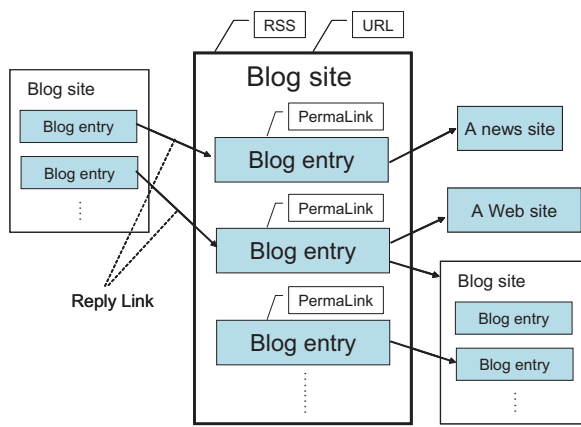 RSS
URL
Blog site
Blog entry
Blog entry
Reply Link
Blog site
PermaLink
Blog entry
PermaLink
Blog entry
PermaLink
Blog entry
A news site
A Web site
Blog site
Blog entry
Blog entry